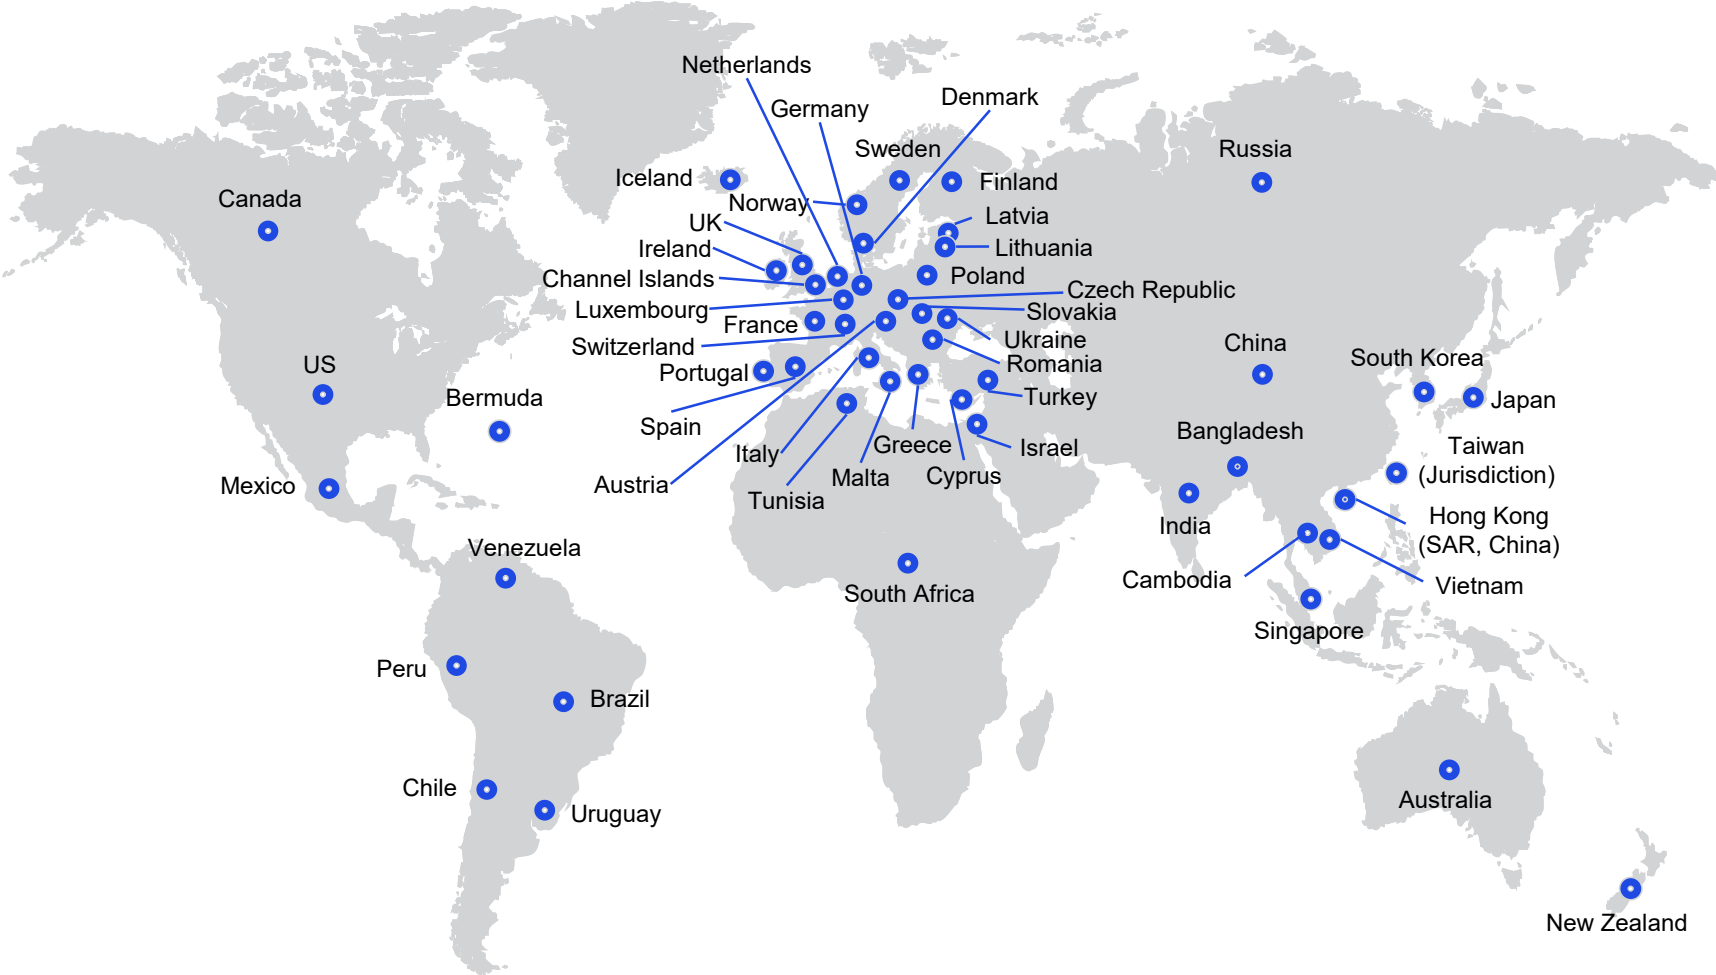 Netherlands
Denmark
Germany
Sweden
Russia
Iceland
Finland
Canada
Norway
Latvia
UK
Ireland
Lithuania
Channel Islands
Poland
Czech Republic
Luxembourg
Slovakia
France
Ukraine
Switzerland
China
South Korea
US
Romania
Portugal
Bermuda
Turkey
Japan
Spain
Bangladesh
Greece
Israel
Taiwan
(Jurisdiction)
Italy
Malta
Cyprus
Mexico
Austria
Tunisia
India
Hong Kong
(SAR, China)
Venezuela
Cambodia
Vietnam
South Africa
Singapore
Peru
Brazil
Chile
Australia
Uruguay
New Zealand